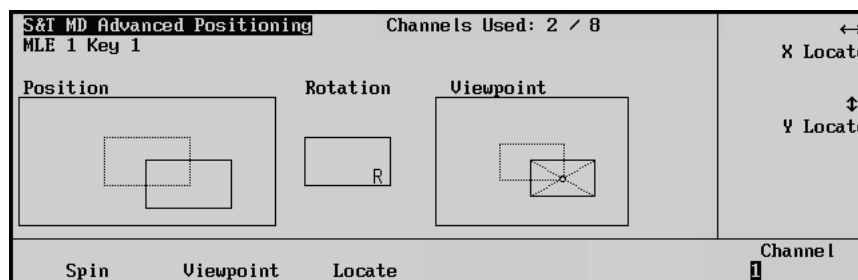 S&T MD Advanced Positioning Channels Used: 2 / 8
MLE 1 Key 1
X Locate
Position Rotation Viewpoint
Y Locate
R
Channel
Spin Viewpoint Locate 1